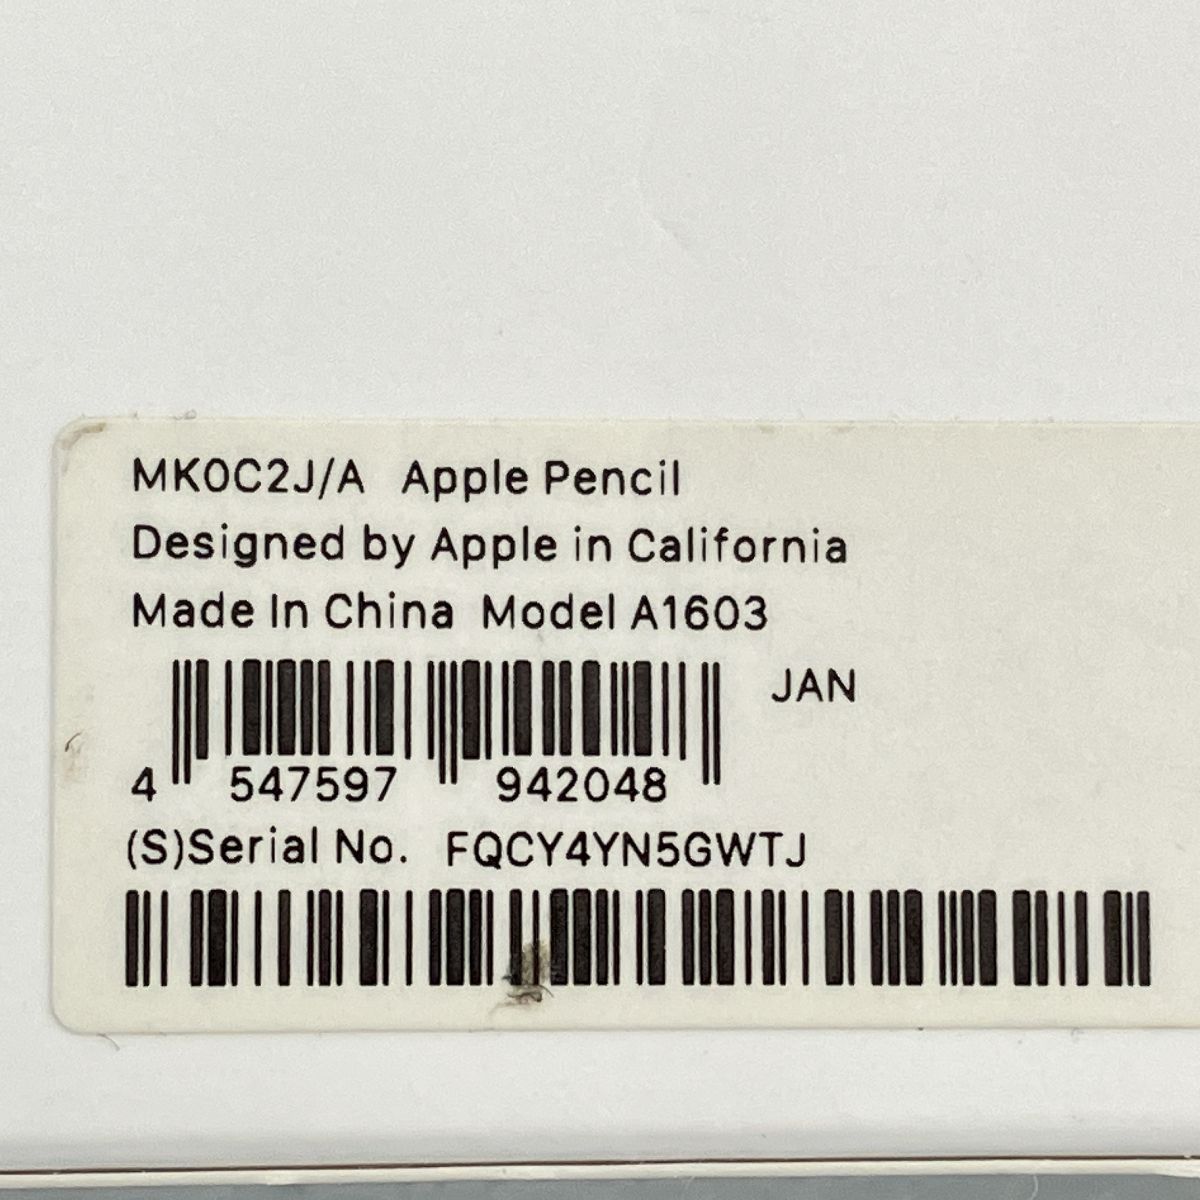 MK0C2J/A Apple Pencil
Designed by Apple in California
Made In China Model A1603
JAN
4 547597 942048
(S)Serial No. FQCY4YN5GWTJ